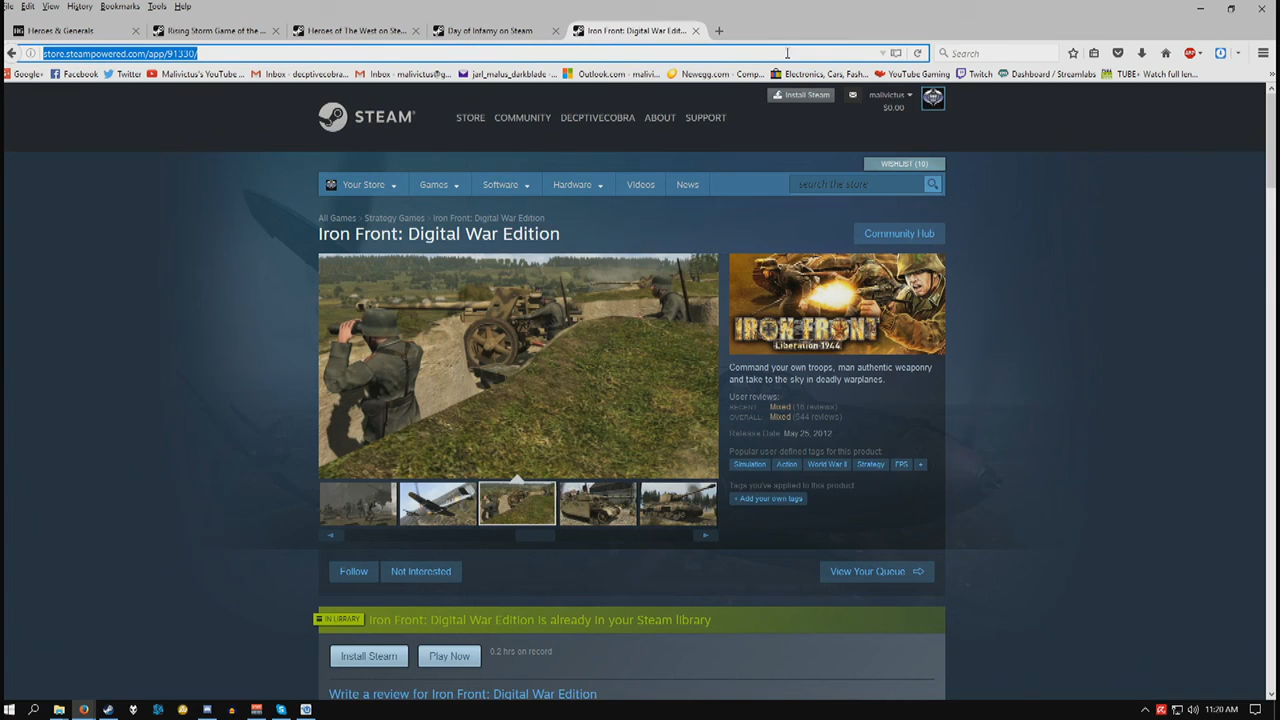 File Edit View History Bookmarks Tools Help
Heroes & Generals
Rising Storm Game of the ...
Heroes of The West on Ste...
Day of Infamy on Steam
Iron Front: Digital War Edit...
store.steampowered.com/app/91330/
Search
Google+ Facebook Twitter Malivictus's YouTube - Inbox - decptivecobra... Inbox - malivictus@g... jarl_malus_darkblade - ... Outlook.com - malivi... Newegg.com - Comp... Electronics, Cars, Fash... YouTube Gaming Twitch Dashboard / Streamlabs TUBE+ Watch full len...
Install Steam
malivictus
$0.00
STEAM
STORE COMMUNITY DECPTIVECOBRA ABOUT SUPPORT
WISHLIST (10)
Your Store Games Software Hardware Videos News
search the store
All Games > Strategy Games > Iron Front: Digital War Edition
Iron Front: Digital War Edition
Community Hub
IRON FRONT
Liberation 1944
Command your own troops, man authentic weaponry
and take to the sky in deadly warplanes.
User reviews:
RECENT: Mixed (18 reviews)
OVERALL: Mixed (544 reviews)
Release Date: May 25, 2012
Popular user-defined tags for this product:
Simulation Action World War II Strategy FPS +
Tags you've applied to this product:
+ Add your own tags
Follow Not Interested
View Your Queue
IN LIBRARY
Iron Front: Digital War Edition is already in your Steam library
Install Steam Play Now 0.2 hrs on record
Write a review for Iron Front: Digital War Edition
11:20 AM